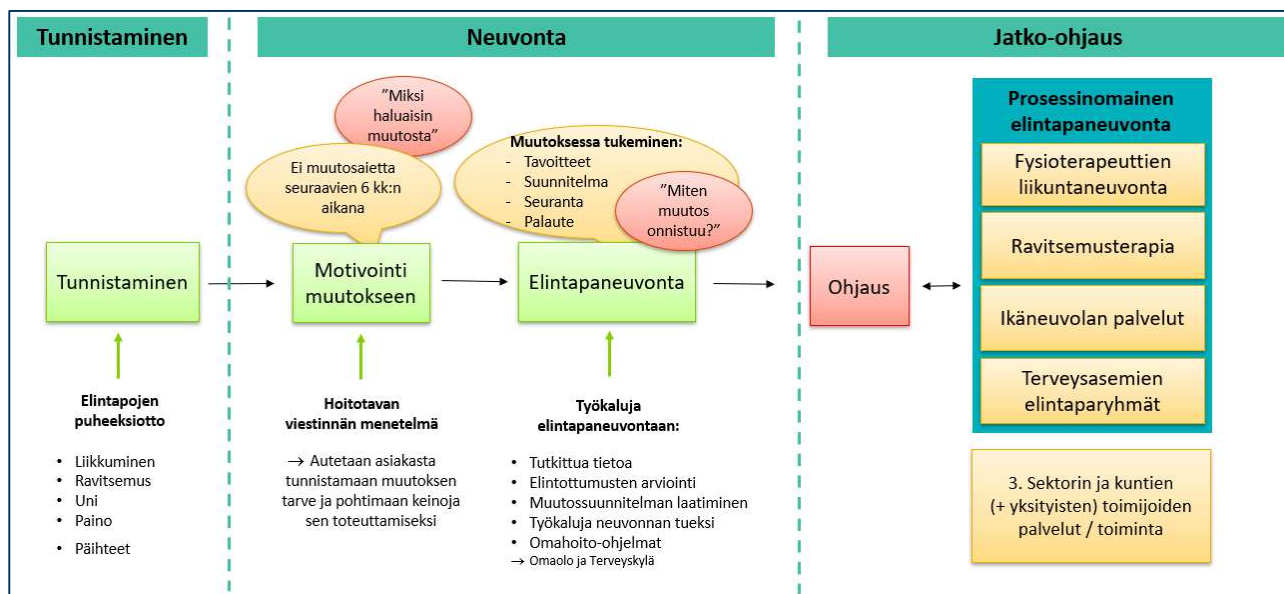 Tunnistaminen
Neuvonta
Jatko-ohjaus
”Miksi
haluaisin
muutosta”
Ei muutosaietta
seuraavien 6 kk:n
aikana
Muutoksessa tukeminen:
- Tavoitteet
- Suunnitelma
- Seuranta
- Palaute
”Miten
muutos
onnistuu?”
Tunnistaminen
Motivointi
muutokseen
Elintapaneuvonta
Ohjaus
Prosessinomainen
elintapaneuvonta
Fysioterapeuttien
liikuntaneuvonta
Ravitsemusterapia
Ikäneuvolan palvelut
Terveysasemien
elintaparyhmät
Elintapojen
puheeksiotto
• Liikkuminen
• Ravitsemus
• Uni
• Paino
• Päihteet
Hoitotavan
viestinnän menetelmä
→ Autetaan asiakasta
tunnistamaan muutoksen
tarve ja pohtimaan keinoja
sen toteuttamiseksi
Työkaluja
elintapaneuvontaan:
• Tutkittua tietoa
• Elintottumusten arviointi
• Muutossuunnitelman laatiminen
• Työkaluja neuvonnan tueksi
• Omahoito-ohjelmat
→ Omaolo ja Terveyskylä
3. Sektorin ja kuntien
(+ yksityisten) toimijoiden
palvelut / toiminta